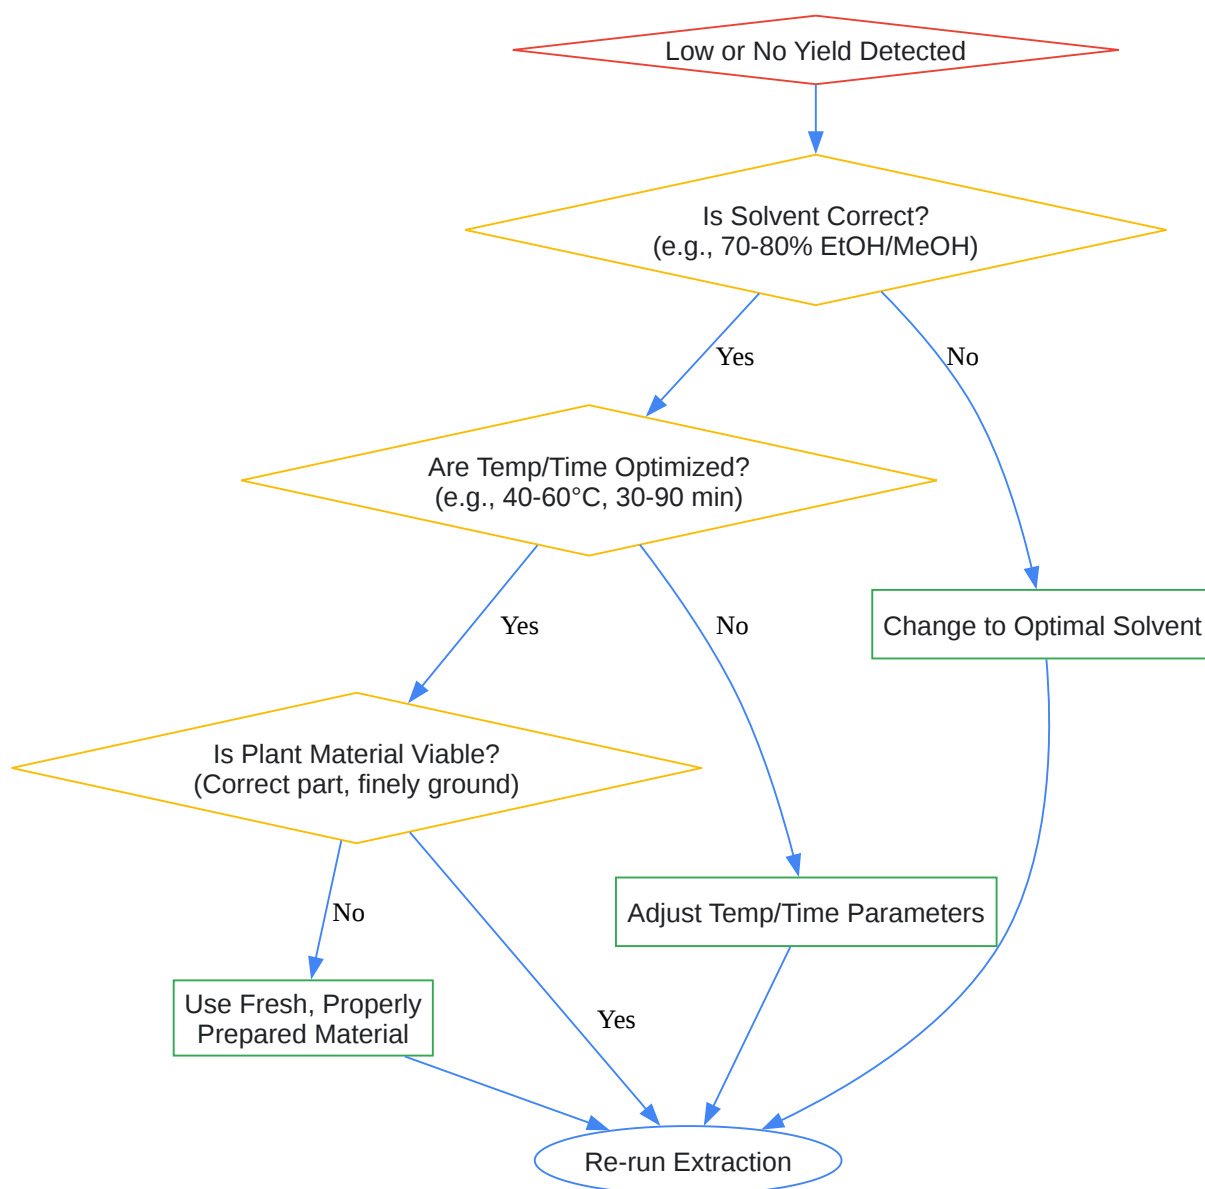 Low or No Yield Detected
Is Solvent Correct?
(e.g., 70-80% EtOH/MeOH)
Yes
No
Are Temp/Time Optimized?
(e.g., 40-60°C, 30-90 min)
Yes
No
Change to Optimal Solvent
Is Plant Material Viable?
(Correct part, finely ground)
No
Adjust Temp/Time Parameters
Use Fresh, Properly
Prepared Material
Yes
Re-run Extraction